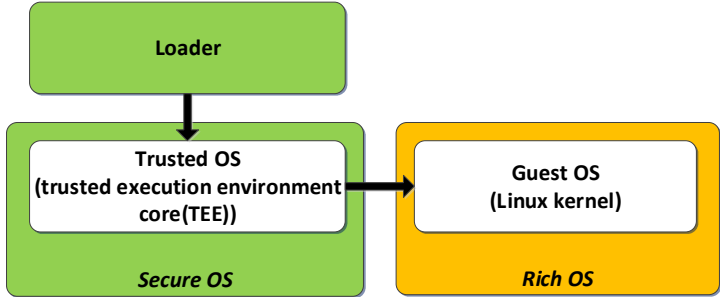 Loader
Trusted OS
(trusted execution environment
core(TEE))
Secure OS
Guest OS
(Linux kernel)
Rich OS